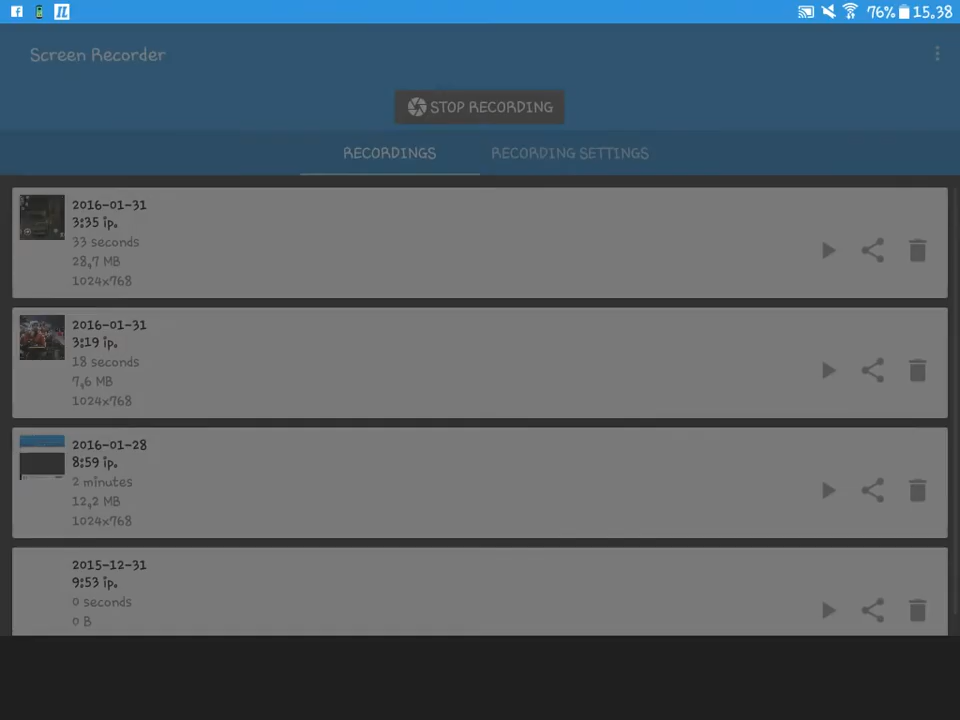 76% 15.38
Screen Recorder
STOP RECORDING
RECORDINGS
RECORDING SETTINGS
2016-01-31
3:35 ip.
33 seconds
28,7 MB
1024x768
2016-01-31
3:19 ip.
18 seconds
7,6 MB
1024x768
2016-01-28
8:59 ip.
2 minutes
12,2 MB
1024x768
2015-12-31
9:53 ip.
0 seconds
0 B